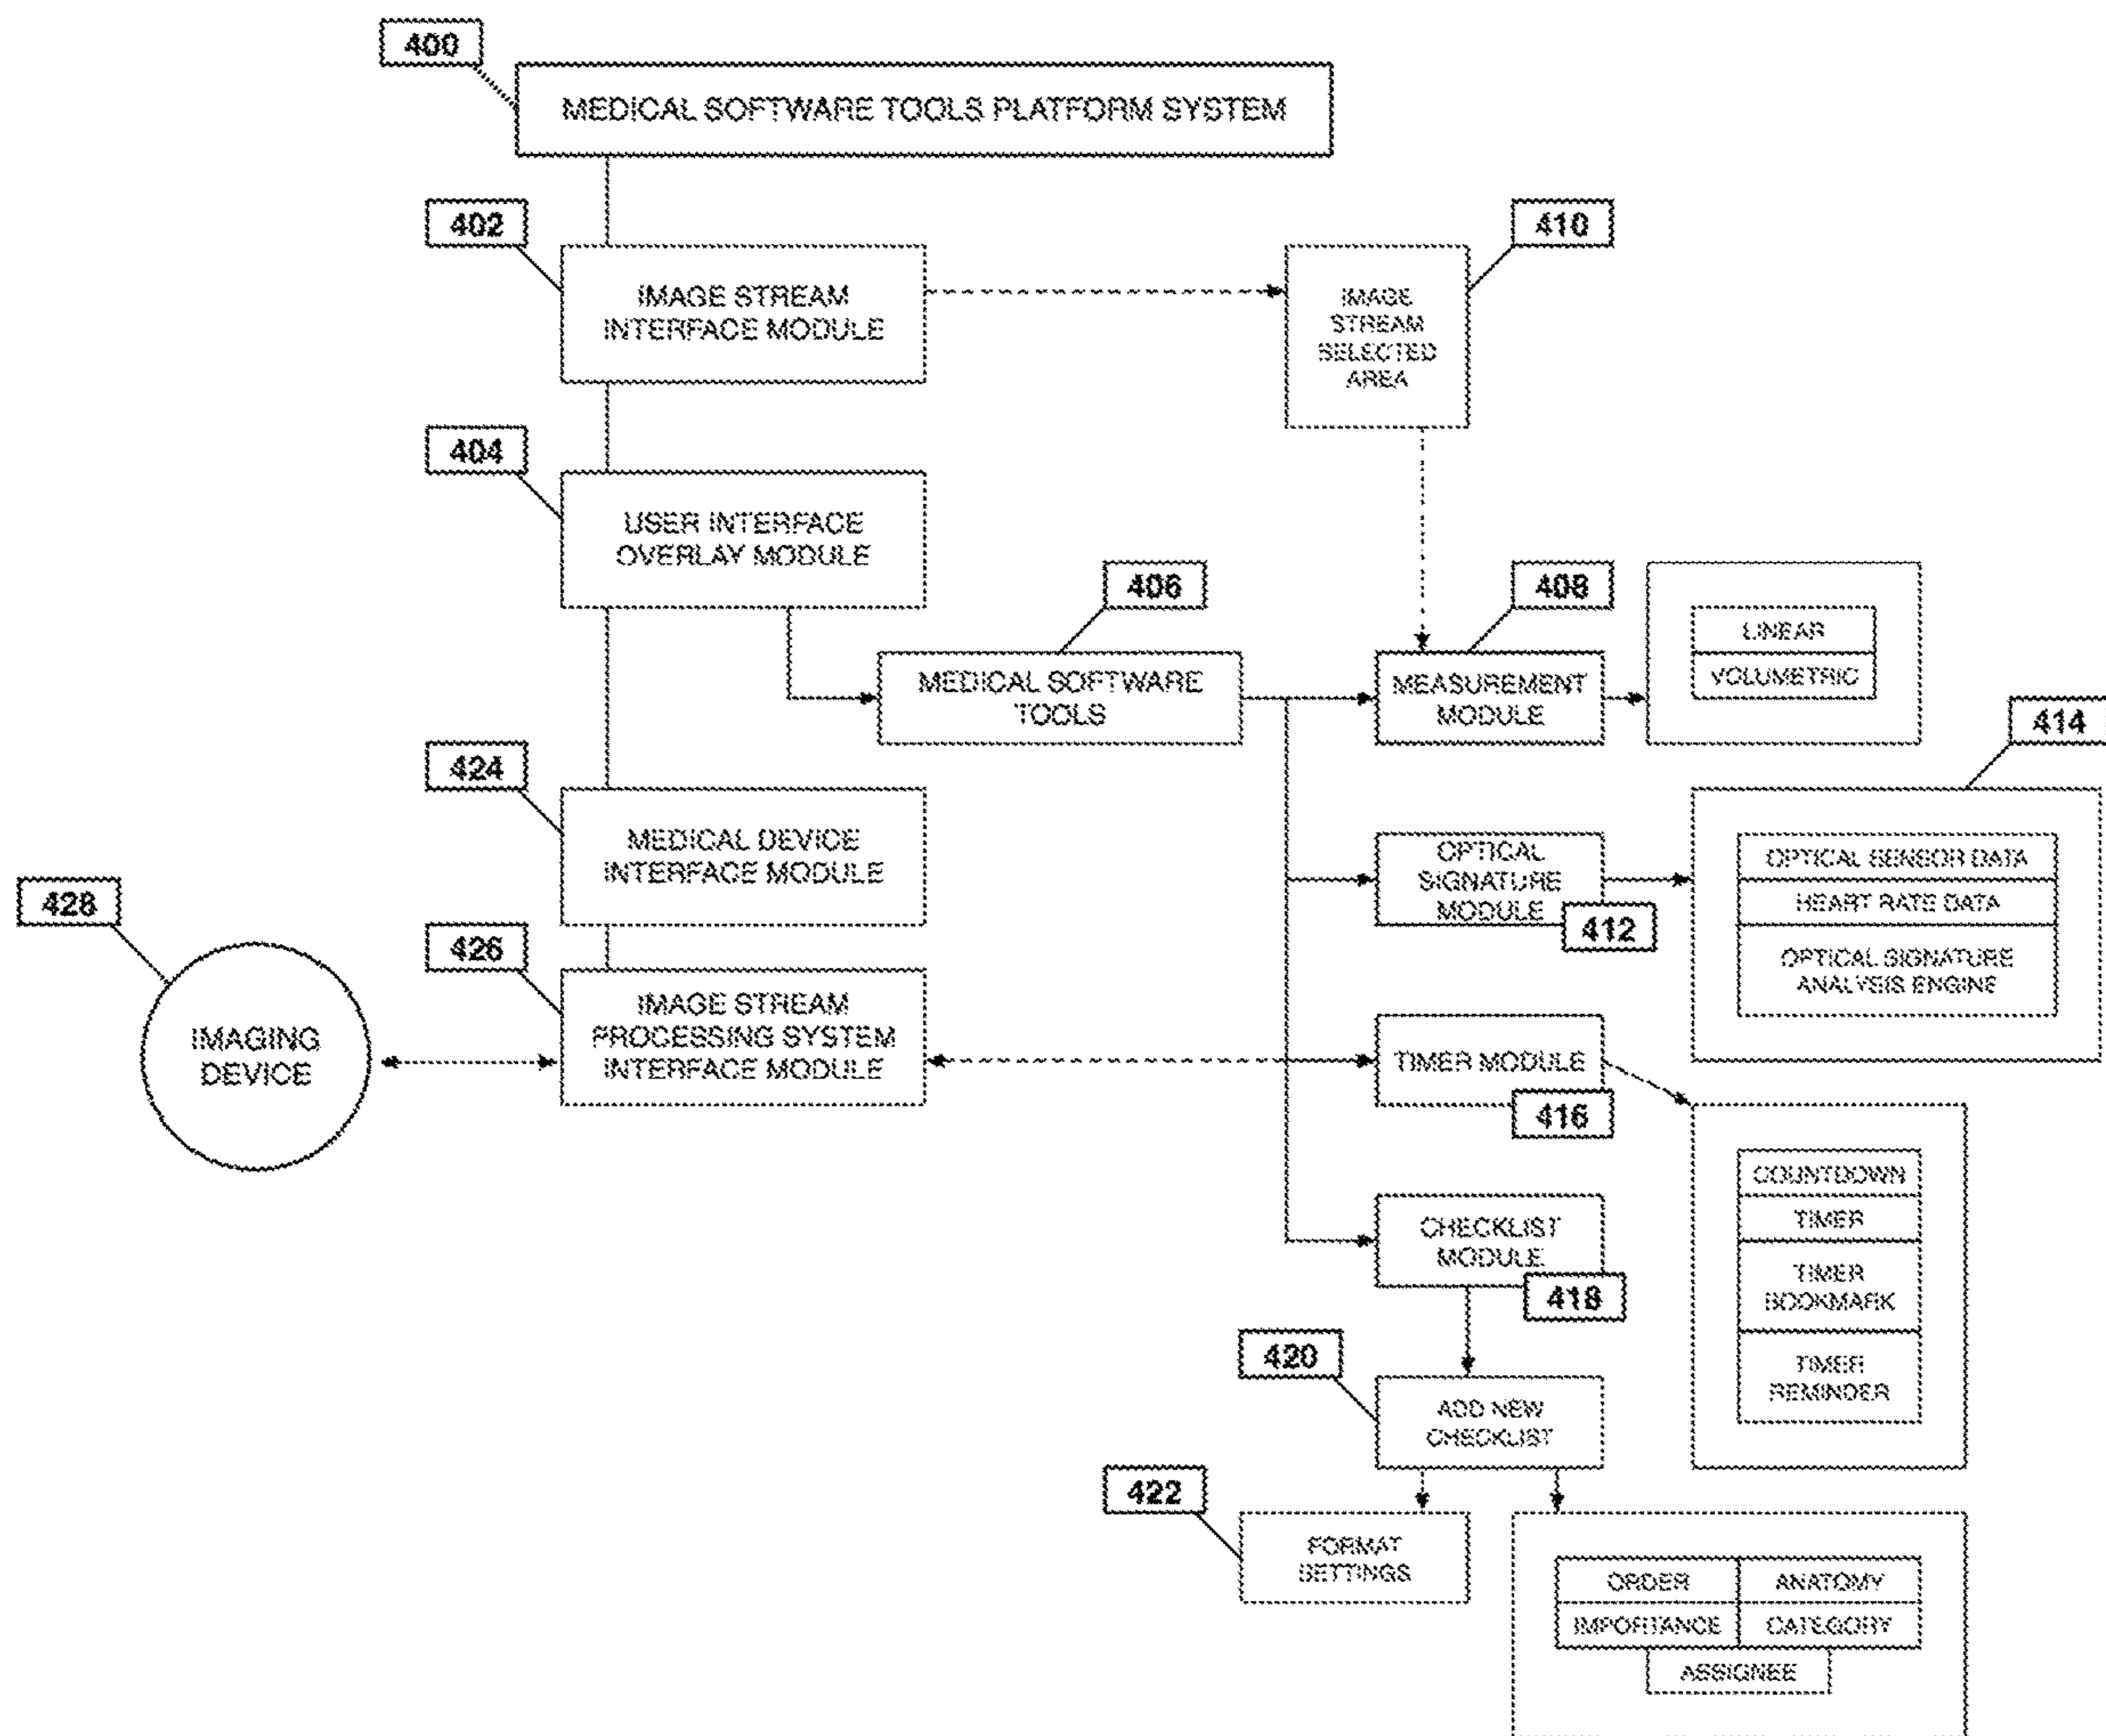 400
MEDICAL SOFTWARE TOOLS PLATFORM SYSTEM
402
IMAGE STREAM
INTERFACE MODULE
410
IMAGE
STREAM
SELECTED
AREA
404
USER INTERFACE
OVERLAY MODULE
406
MEDICAL SOFTWARE
TOOLS
408
MEASUREMENT
MODULE
LINEAR
VOLUMETRIC
414
424
MEDICAL DEVICE
INTERFACE MODULE
OPTICAL
SIGNATURE
MODULE
412
OPTICAL SENSOR DATA
HEART RATE DATA
OPTICAL SIGNATURE
ANALYSIS ENGINE
428
IMAGING
DEVICE
426
IMAGE STREAM
PROCESSING SYSTEM
INTERFACE MODULE
TIMER MODULE
416
COUNTDOWN
TIMER
TIMER
BOOKMARK
TIMER
REMINDER
CHECKLIST
MODULE
418
420
ADD NEW
CHECKLIST
422
FORMAT
SETTINGS
ORDER
ANATOMY
IMPORTANCE
CATEGORY
ASSIGNEE